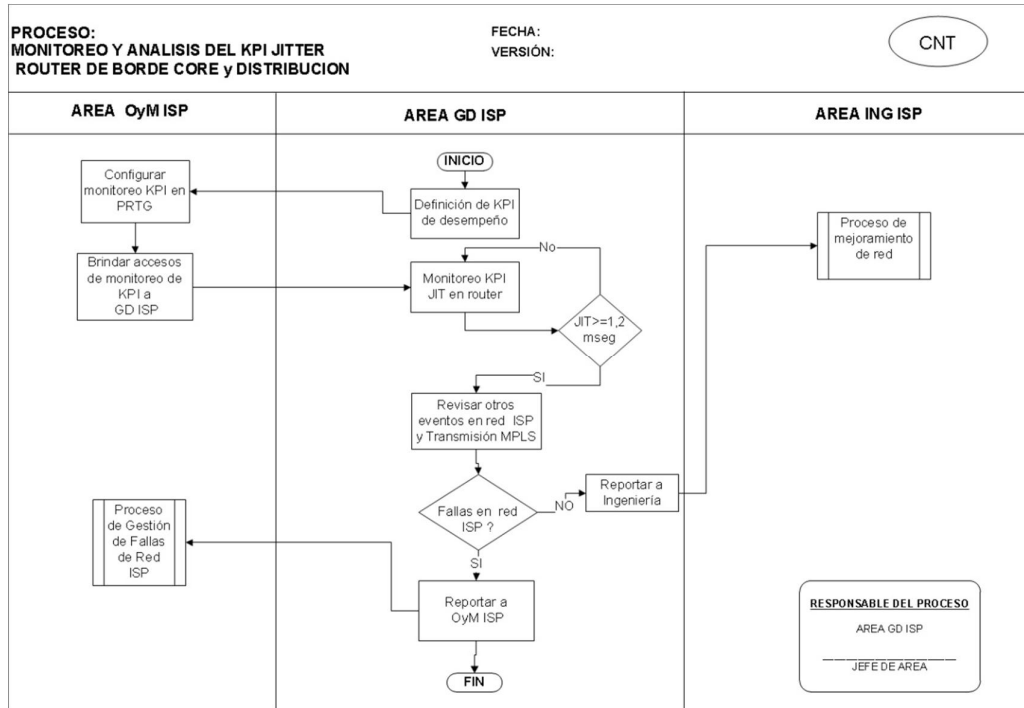 PROCESO:
MONITOREO Y ANALISIS DEL KPI JITTER
ROUTER DE BORDE CORE y DISTRIBUCION
FECHA:
VERSIÓN:
CNT
AREA OyM ISP
AREA GD ISP
AREA ING ISP
INICIO
Configurar
monitoreo KPI en
PRTG
Definición de KPI
de desempeño
Proceso de
mejoramiento
de red
No
Brindar accesos
de monitoreo de
KPI a
GD ISP
Monitoreo KPI
JIT en router
JIT>=1,2
mseg
SI
Revisar otros
eventos en red ISP
y Transmisión MPLS
Fallas en red
ISP ?
NO
Reportar a
Ingeniería
Proceso
de Gestión
de Fallas
de Red
ISP
SI
Reportar a
OyM ISP
FIN
RESPONSABLE DEL PROCESO
AREA GD ISP
JEFE DE AREA